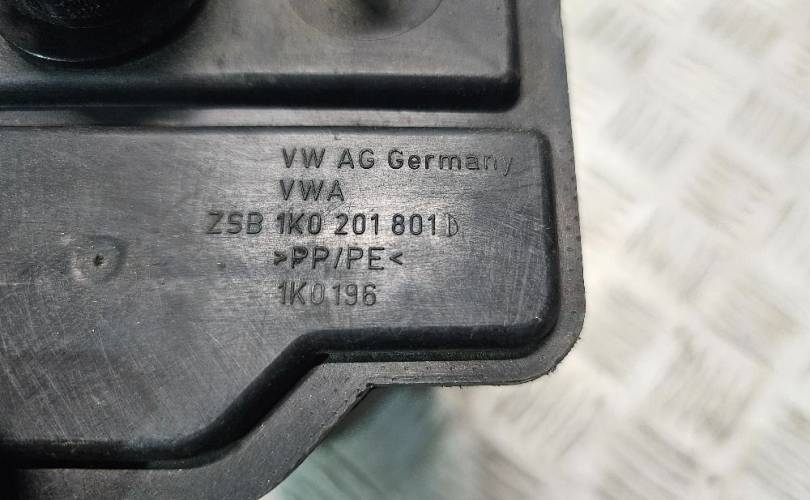 VW AG Germany
VWA
ZSB 1K0 201 801 D
>PP/PE<
1K0196